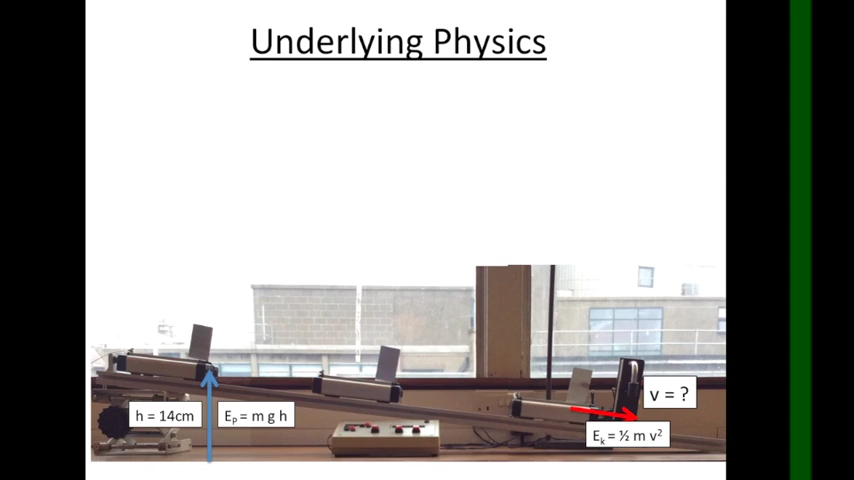 Underlying Physics
v = ?
h = 14cm
Eₚ = m g h
Eₖ = ½ m v²